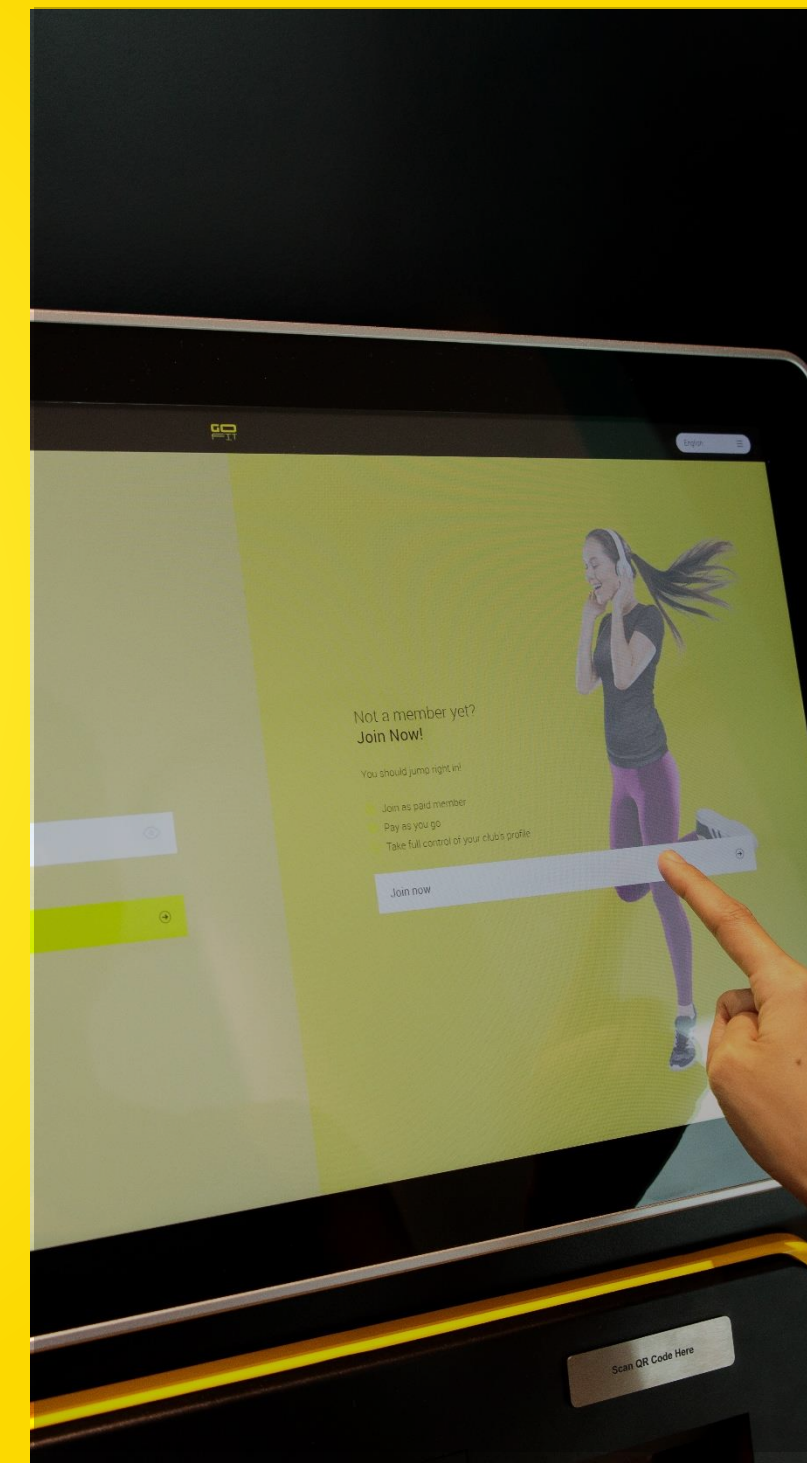 GO
FIT
English
Not a member yet?
Join Now!
You should jump right in!
Join as paid member
Pay as you go
Take full control of your club's profile
Join now
Scan QR Code Here